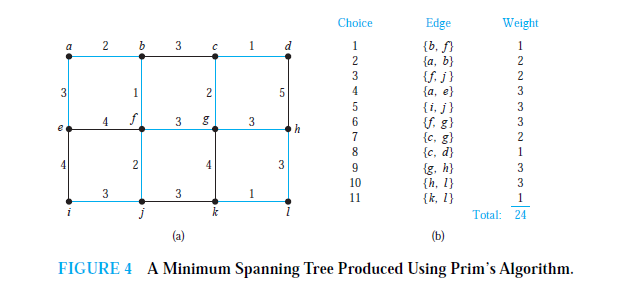 Choice Edge Weight
a 2 b 3 c 1 d
1 {b, f} 1
2 {a, b} 2
3 {f, j} 2
3 1 2 5
4 {a, e} 3
5 {i, j} 3
e 4 f 3 g 3 h
6 {f, g} 3
7 {c, g} 2
8 {c, d} 1
4 2 4 3
9 {g, h} 3
10 {h, l} 3
3 3 1
11 {k, l} 1
i j k l
Total: 24
(a) (b)
FIGURE 4 A Minimum Spanning Tree Produced Using Prim's Algorithm.